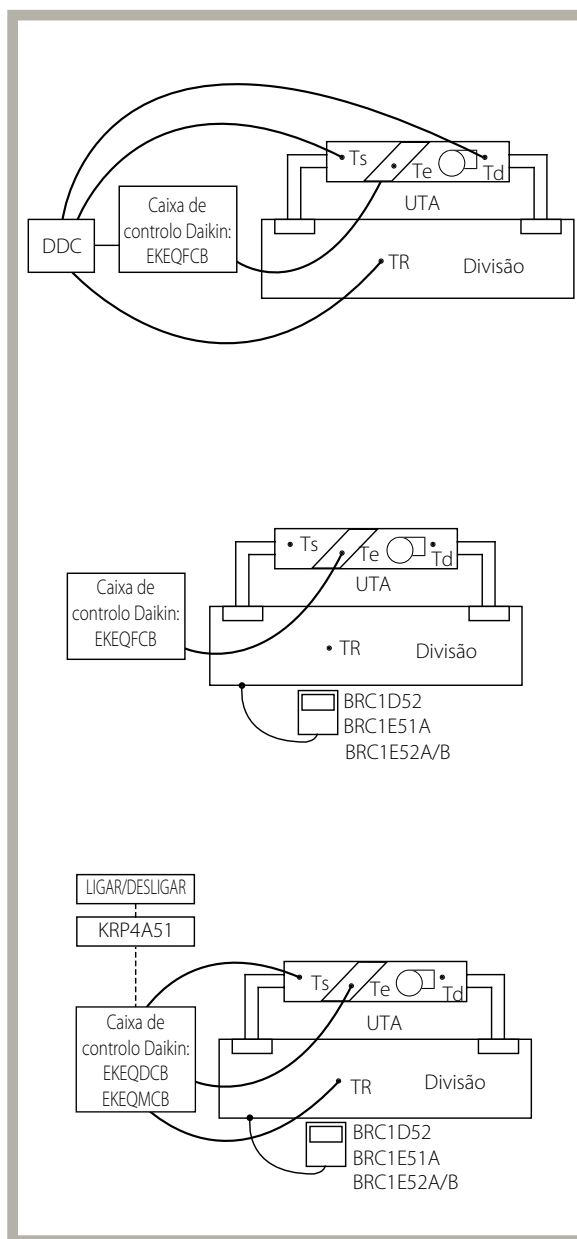 Ts
Te
Td
UTA
DDC
Caixa de
controlo Daikin:
EKEQFCB
TR
Divisão
Ts
Te
Td
UTA
Caixa de
controlo Daikin:
EKEQFCB
TR
Divisão
BRC1D52
BRC1E51A
BRC1E52A/B
LIGAR/DESLIGAR
KRP4A51
Ts
Te
Td
UTA
Caixa de
controlo Daikin:
EKEQDCB
EKEQMCB
TR
Divisão
BRC1D52
BRC1E51A
BRC1E52A/B